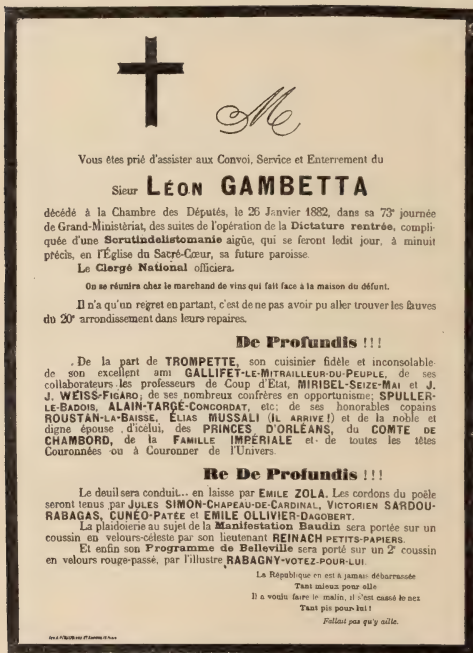 M
Vous êtes prié d'assister aux Convoi, Service et Enterrement du
Sieur LÉON GAMBETTA
décédé à la Chambre des Députés, le 26 Janvier 1882, dans sa 73e journée
de Grand-Ministériat, des suites de l'opération de la Dictature rentrée, compli-
quée d'une Scrutindelistomanie aigüe, qui se feront ledit jour, à minuit
précis, en l'Église du Sacré-Cœur, sa future paroisse.
Le Clergé National officiera.
On se réunira chez le marchand de vins qui fait face à la maison du défunt.
Il n'a qu'un regret en partant, c'est de ne pas avoir pu aller trouver les fauves
du 20e arrondissement dans leurs repaires.
De Profundis !!!
De la part de TROMPETTE, son cuisinier fidèle et inconsolable
de son excellent ami GALLIFET-LE-MITRAILLEUR-DU-PEUPLE, de ses
collaborateurs les professeurs de Coup d'Etat, MIRIBEL-SEIZE-MAI et J.
J. WEISS-FIGARO; de ses nombreux confrères en opportunisme; SPULLER-
LE-BADOIS, ALAIN-TARGÉ-CONCORDAT, etc; de ses honorables copains
ROUSTAN-LA-BAISSE, ÉLIAS MUSSALI (IL ARRIVE !) et de la noble et
digne épouse, d'icelui, des PRINCES D'ORLÉANS, du COMTE DE
CHAMBORD, de la FAMILLE IMPÉRIALE et de toutes les têtes
Couronnées ou à Couronner de l'Univers.
Re De Profundis !!!
Le deuil sera conduit... en laisse par EMILE ZOLA. Les cordons du poêle
seront tenus par JULES SIMON-CHAPEAU-DE-CARDINAL, VICTORIEN SARDOU-
RABAGAS, CUNÉO-PATÉE et EMILE OLLIVIER-DAGOBERT.
La plaidoierie au sujet de la Manifestation Baudin sera portée sur un
coussin en velours-céleste par son lieutenant REINACH PETITS-PAPIERS.
Et enfin son Programme de Belleville sera porté sur un 2e coussin
en velours rouge-passé, par l'illustre RABAGNY-VOTEZ-POUR-LUI.
La République en est à jamais débarrassée
Tant mieux pour elle
Il a voulu faire le malin, il s'est cassé le nez
Tant pis pour lui !
Fallait pas qu'y aille.